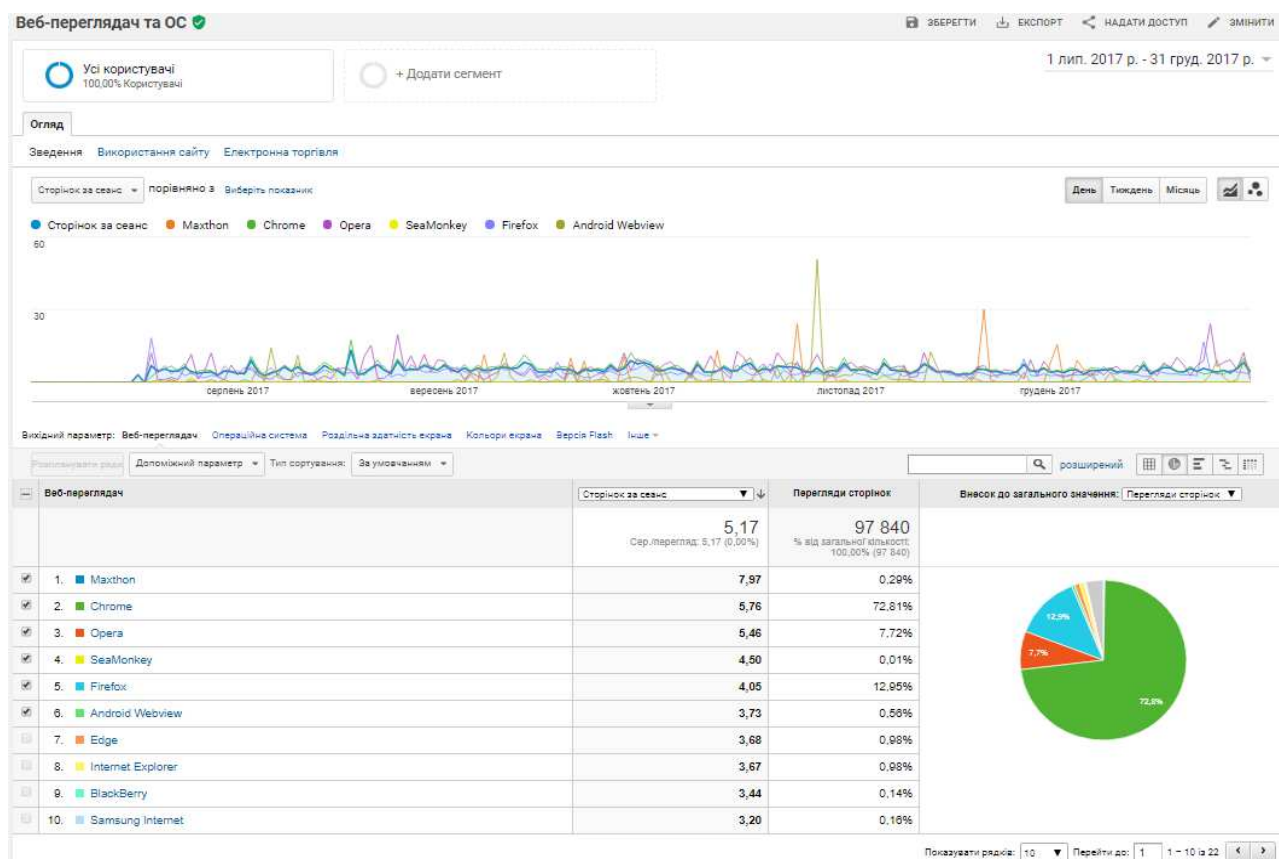 Веб-переглядач та ОС
ЗБЕРЕГТИ ЕКСПОРТ НАДАТИ ДОСТУП ЗМІНИТИ
Усі користувачі
100,00% Користувачі
+ Додати сегмент
1 лип. 2017 р. - 31 груд. 2017 р.
Огляд
Зведення Використання сайту Електронна торгівля
Сторінок за сеанс порівняно з Виберіть показник
День Тиждень Місяць
Сторінок за сеанс Maxthon Chrome Opera SeaMonkey Firefox Android Webview
60
30
серпень 2017 вересень 2017 жовтень 2017 листопад 2017 грудень 2017
Вихідний параметр: Веб-переглядач Операційна система Роздільна здатність екрана Кольори екрана Версія Flash Інше
Допоміжний параметр Тип сортування: За умовчанням розширений
Веб-переглядач Сторінок за сеанс Перегляди сторінок Внесок до загального значення: Перегляди сторінок
5,17 97 840
Сер./перегляд: 5,17 (0,00%) % від загальної кількості: 100,00% (97 840)
1. Maxthon 7,97 0,29%
2. Chrome 5,76 72,81%
3. Opera 5,46 7,72%
4. SeaMonkey 4,50 0,01%
5. Firefox 4,05 12,95%
6. Android Webview 3,73 0,56%
7. Edge 3,68 0,98%
8. Internet Explorer 3,67 0,98%
9. BlackBerry 3,44 0,14%
10. Samsung Internet 3,20 0,16%
12,9%
7,7%
72,8%
Показувати рядків: 10 Перейти до: 1 1 – 10 із 22